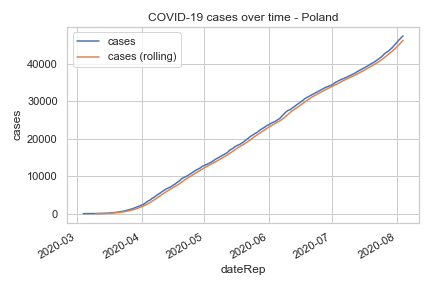 COVID-19 cases over time - Poland
cases
cases (rolling)
40000
30000
20000
10000
0
cases
2020-03
2020-04
2020-05
2020-06
2020-07
2020-08
dateRep